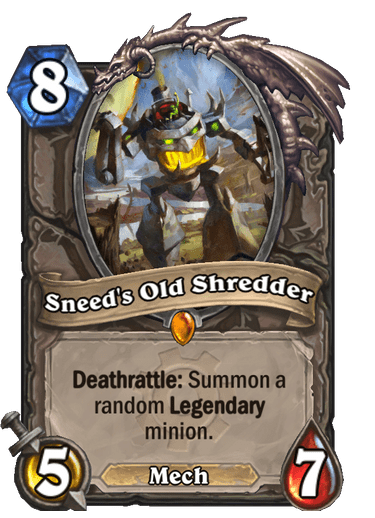 8
Sneed's Old Shredder
Deathrattle: Summon a
random Legendary
minion.
5
Mech
7